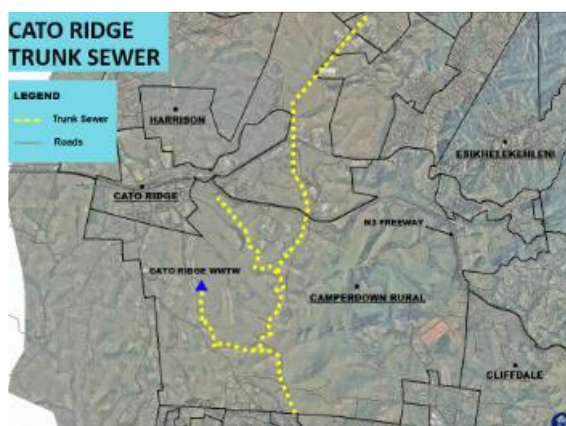 CATO RIDGE
TRUNK SEWER
LEGEND
Trunk Sewer
Roads
HARRISON
ESIKHELEKEHLENI
CATO RIDGE
N3 FREEWAY
CATO RIDGE WWTW
CAMPERDOWN RURAL
CLIFFDALE